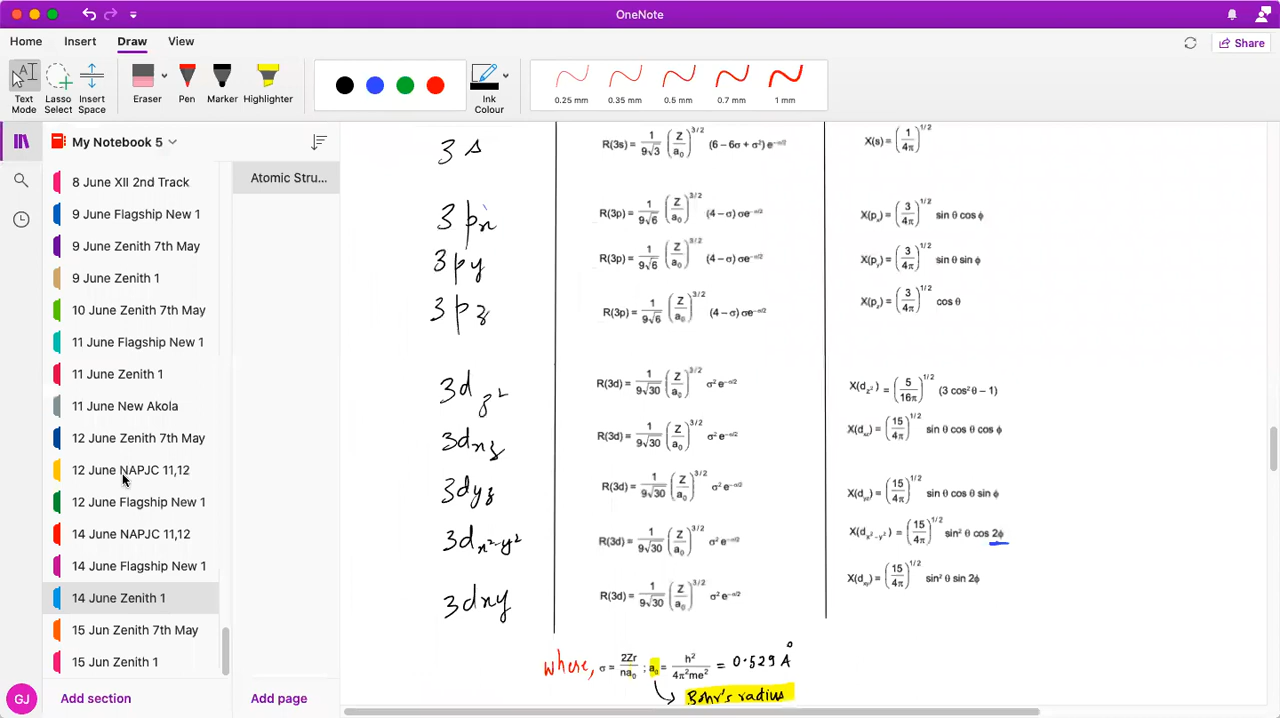 OneNote
Home Insert Draw View
Share
Text Mode
Lasso Select
Insert Space
Eraser
Pen
Marker
Highlighter
Ink Colour
0.25 mm 0.35 mm 0.5 mm 0.7 mm 1 mm
My Notebook 5
8 June XII 2nd Track
9 June Flagship New 1
9 June Zenith 7th May
9 June Zenith 1
10 June Zenith 7th May
11 June Flagship New 1
11 June Zenith 1
11 June New Akola
12 June Zenith 7th May
12 June NAPJC 11,12
12 June Flagship New 1
14 June NAPJC 11,12
14 June Flagship New 1
14 June Zenith 1
15 Jun Zenith 7th May
15 Jun Zenith 1
GJ
Add section
Atomic Stru...
Add page
3s R(3s) = 1/9√3 (Z/a₀)^3/2 (6 – 6σ + σ²) e^–σ/2 X(s) = (1/4π)^1/2
3px R(3p) = 1/9√6 (Z/a₀)^3/2 (4 – σ) σe^–σ/2 X(pₓ) = (3/4π)^1/2 sin θ cos ϕ
3py R(3p) = 1/9√6 (Z/a₀)^3/2 (4 – σ) σe^–σ/2 X(p_y) = (3/4π)^1/2 sin θ sin ϕ
3pz R(3p) = 1/9√6 (Z/a₀)^3/2 (4 – σ) σe^–σ/2 X(p_z) = (3/4π)^1/2 cos θ
3dz² R(3d) = 1/9√30 (Z/a₀)^3/2 σ² e^–σ/2 X(d_z²) = (5/16π)^1/2 (3 cos²θ – 1)
3dxz R(3d) = 1/9√30 (Z/a₀)^3/2 σ² e^–σ/2 X(d_xz) = (15/4π)^1/2 sin θ cos θ cos ϕ
3dyz R(3d) = 1/9√30 (Z/a₀)^3/2 σ² e^–σ/2 X(d_yz) = (15/4π)^1/2 sin θ cos θ sin ϕ
3dx²-y² R(3d) = 1/9√30 (Z/a₀)^3/2 σ² e^–σ/2 X(d_x²–y²) = (15/4π)^1/2 sin² θ cos 2ϕ
3dxy R(3d) = 1/9√30 (Z/a₀)^3/2 σ² e^–σ/2 X(d_xy) = (15/4π)^1/2 sin² θ sin 2ϕ
where, σ = 2Zr/na₀ ; a₀ = h²/4π²me² = 0.529 Å
Bohr's radius